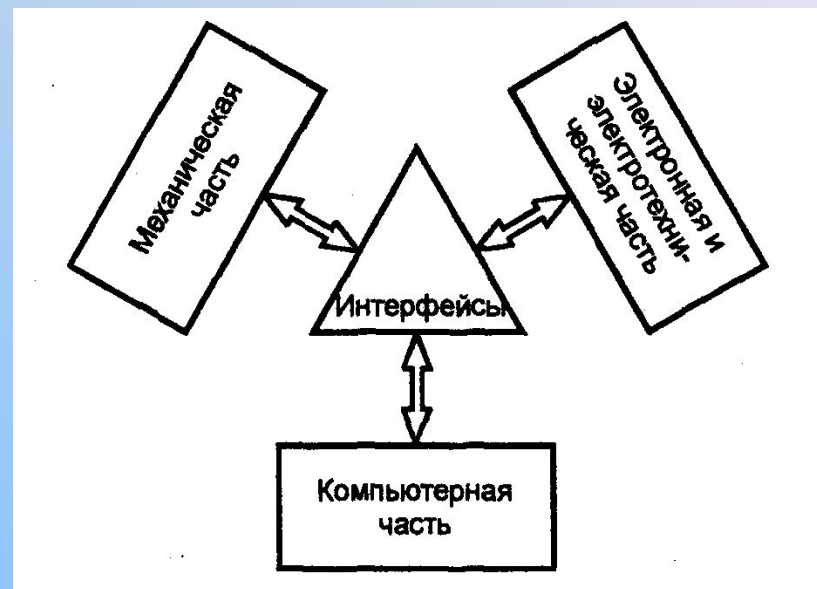 Механическая
часть
Электронная и
электротехни-
ческая часть
Интерфейсы
Компьютерная
часть